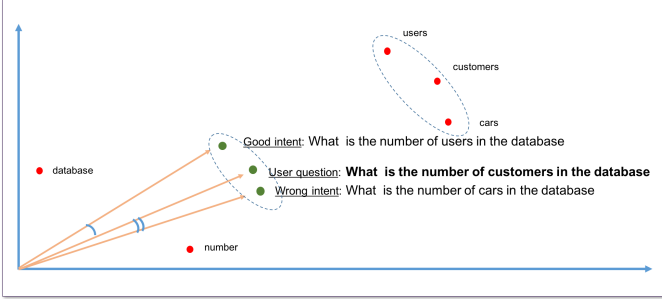 users
customers
cars
Good intent: What is the number of users in the database
User question: What is the number of customers in the database
database
Wrong intent: What is the number of cars in the database
number